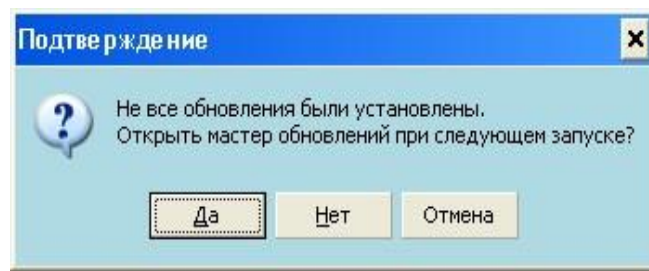 Подтверждение
Не все обновления были установлены.
Открыть мастер обновлений при следующем запуске?
Да
Нет
Отмена